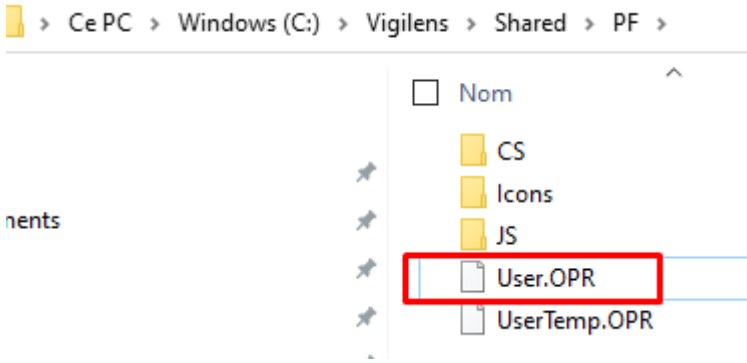 Ce PC > Windows (C:) > Vigilens > Shared > PF >
Nom
CS
Icons
nents
JS
User.OPR
UserTemp.OPR